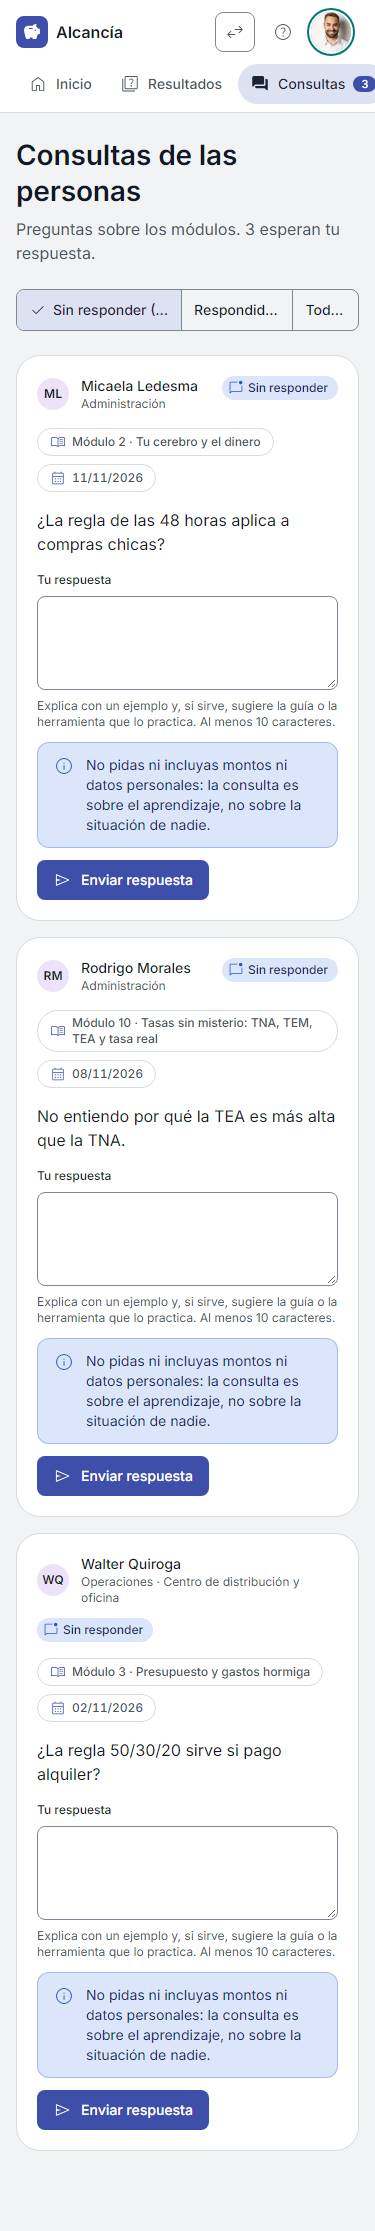 Alcancía
Inicio
Resultados
Consultas 3
Consultas de las
personas
Preguntas sobre los módulos. 3 esperan tu
respuesta.
Sin responder (...
Respondid...
Tod...
ML
Micaela Ledesma
Administración
Sin responder
Módulo 2 · Tu cerebro y el dinero
11/11/2026
¿La regla de las 48 horas aplica a
compras chicas?
Tu respuesta
Explica con un ejemplo y, si sirve, sugiere la guía o la
herramienta que lo practica. Al menos 10 caracteres.
No pidas ni incluyas montos ni
datos personales: la consulta es
sobre el aprendizaje, no sobre la
situación de nadie.
Enviar respuesta
RM
Rodrigo Morales
Administración
Sin responder
Módulo 10 · Tasas sin misterio: TNA, TEM,
TEA y tasa real
08/11/2026
No entiendo por qué la TEA es más alta
que la TNA.
Tu respuesta
Explica con un ejemplo y, si sirve, sugiere la guía o la
herramienta que lo practica. Al menos 10 caracteres.
No pidas ni incluyas montos ni
datos personales: la consulta es
sobre el aprendizaje, no sobre la
situación de nadie.
Enviar respuesta
WQ
Walter Quiroga
Operaciones · Centro de distribución y
oficina
Sin responder
Módulo 3 · Presupuesto y gastos hormiga
02/11/2026
¿La regla 50/30/20 sirve si pago
alquiler?
Tu respuesta
Explica con un ejemplo y, si sirve, sugiere la guía o la
herramienta que lo practica. Al menos 10 caracteres.
No pidas ni incluyas montos ni
datos personales: la consulta es
sobre el aprendizaje, no sobre la
situación de nadie.
Enviar respuesta